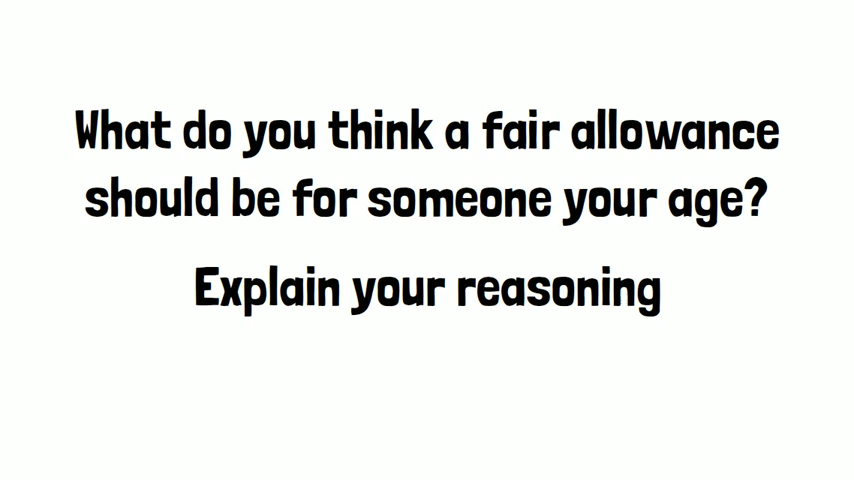 What do you think a fair allowance
should be for someone your age?
Explain your reasoning